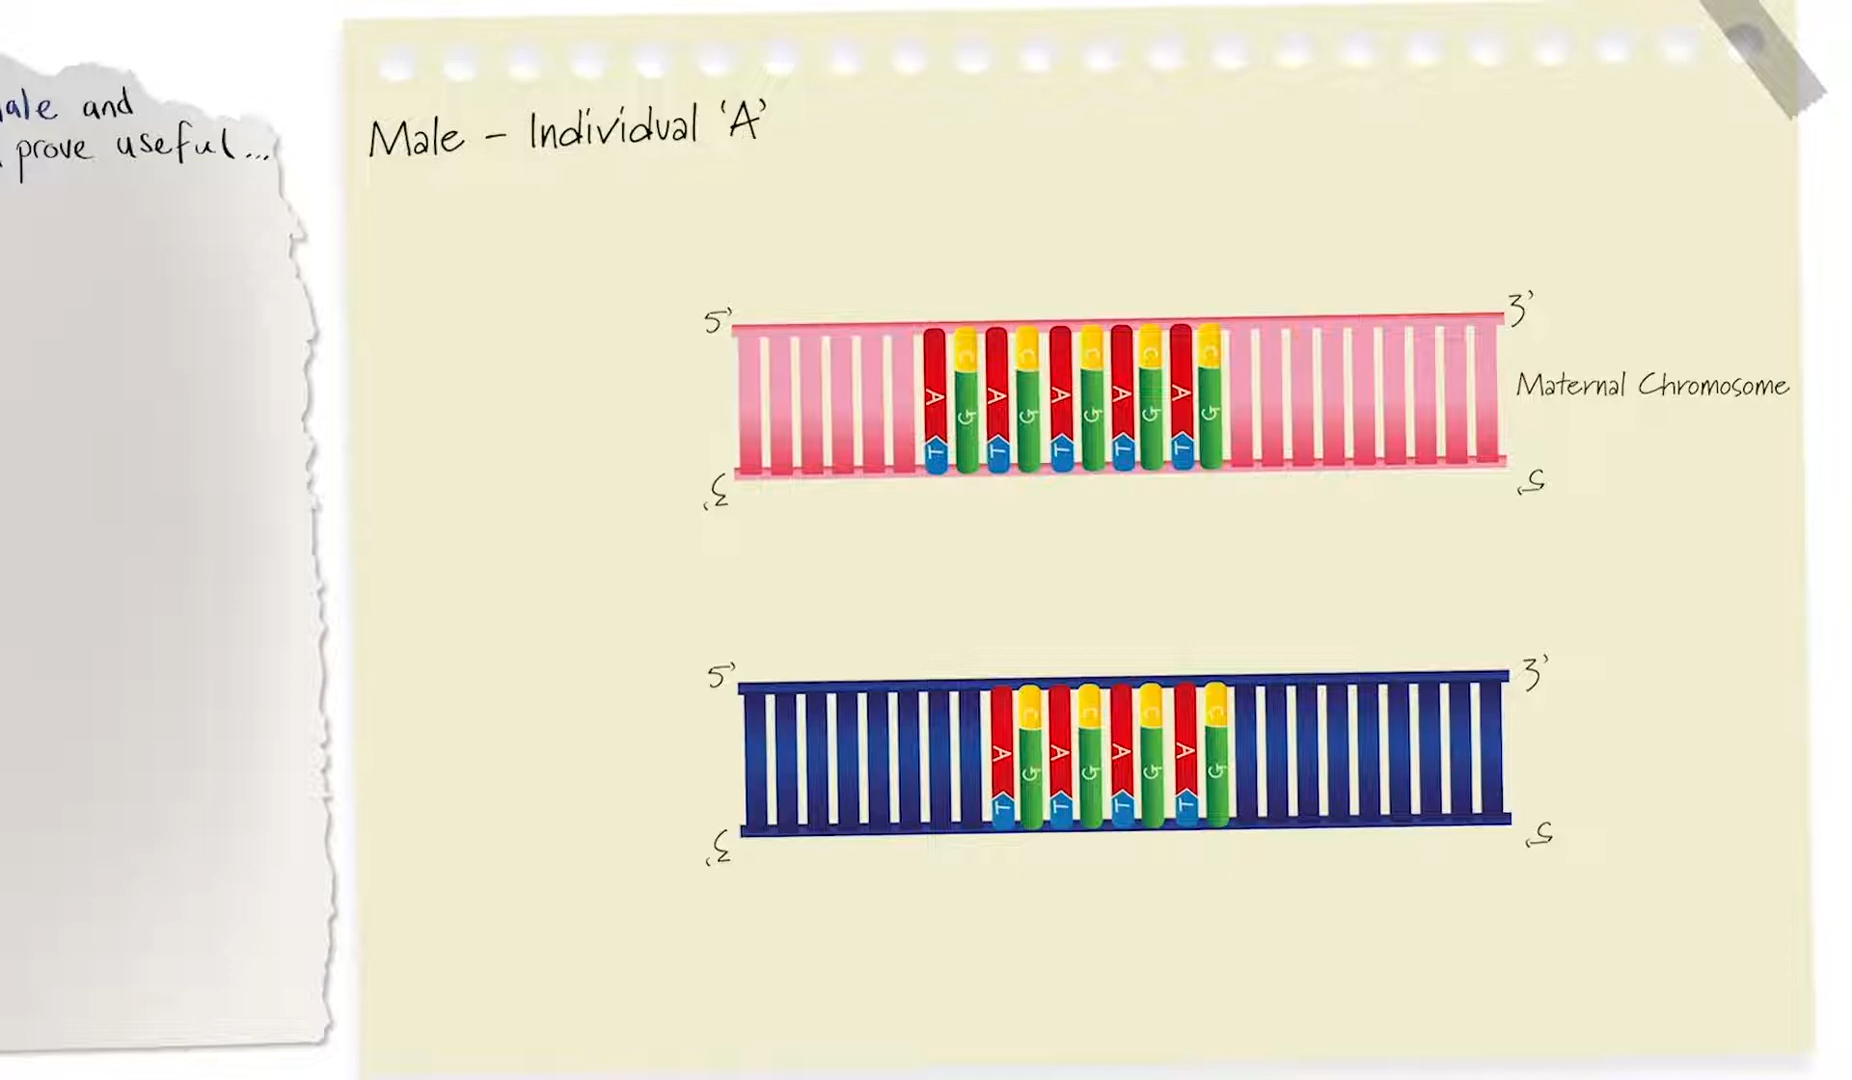 ale and
prove useful...
Male - Individual 'A'
5' 3'
A C A C A C A C A C
G G G G G
T T T T T
Maternal Chromosome
3' 5'
5' 3'
C C C C
A G A G A G A G
T T T T
3' 5'